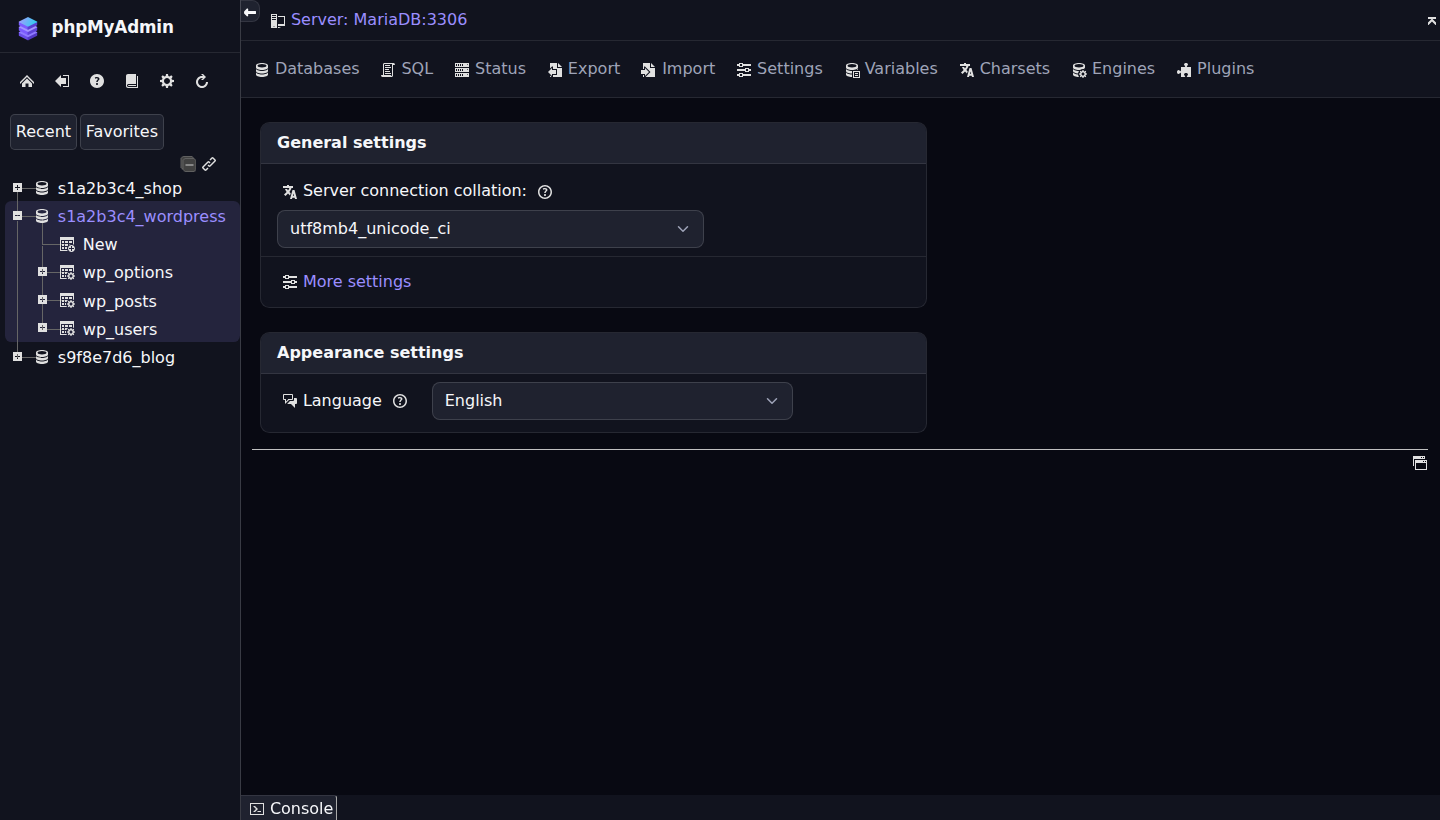 phpMyAdmin
Recent
Favorites
s1a2b3c4_shop
s1a2b3c4_wordpress
New
wp_options
wp_posts
wp_users
s9f8e7d6_blog
Server: MariaDB:3306
Databases
SQL
Status
Export
Import
Settings
Variables
Charsets
Engines
Plugins
General settings
Server connection collation:
utf8mb4_unicode_ci
More settings
Appearance settings
Language
English
Console